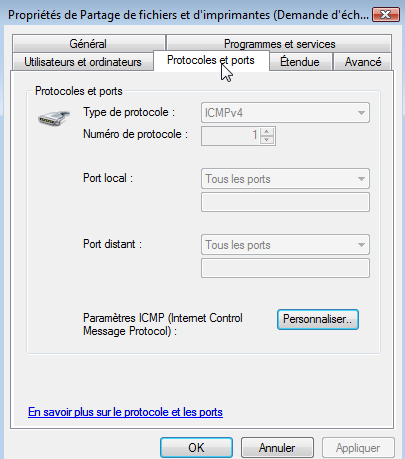 Propriétés de Partage de fichiers et d'imprimantes (Demande d'éch...
Général
Programmes et services
Utilisateurs et ordinateurs
Protocoles et ports
Étendue
Avancé
Protocoles et ports
Type de protocole :
ICMPv4
Numéro de protocole :
1
Port local :
Tous les ports
Port distant :
Tous les ports
Paramètres ICMP (Internet Control
Message Protocol) :
Personnaliser..
En savoir plus sur le protocole et les ports
OK
Annuler
Appliquer